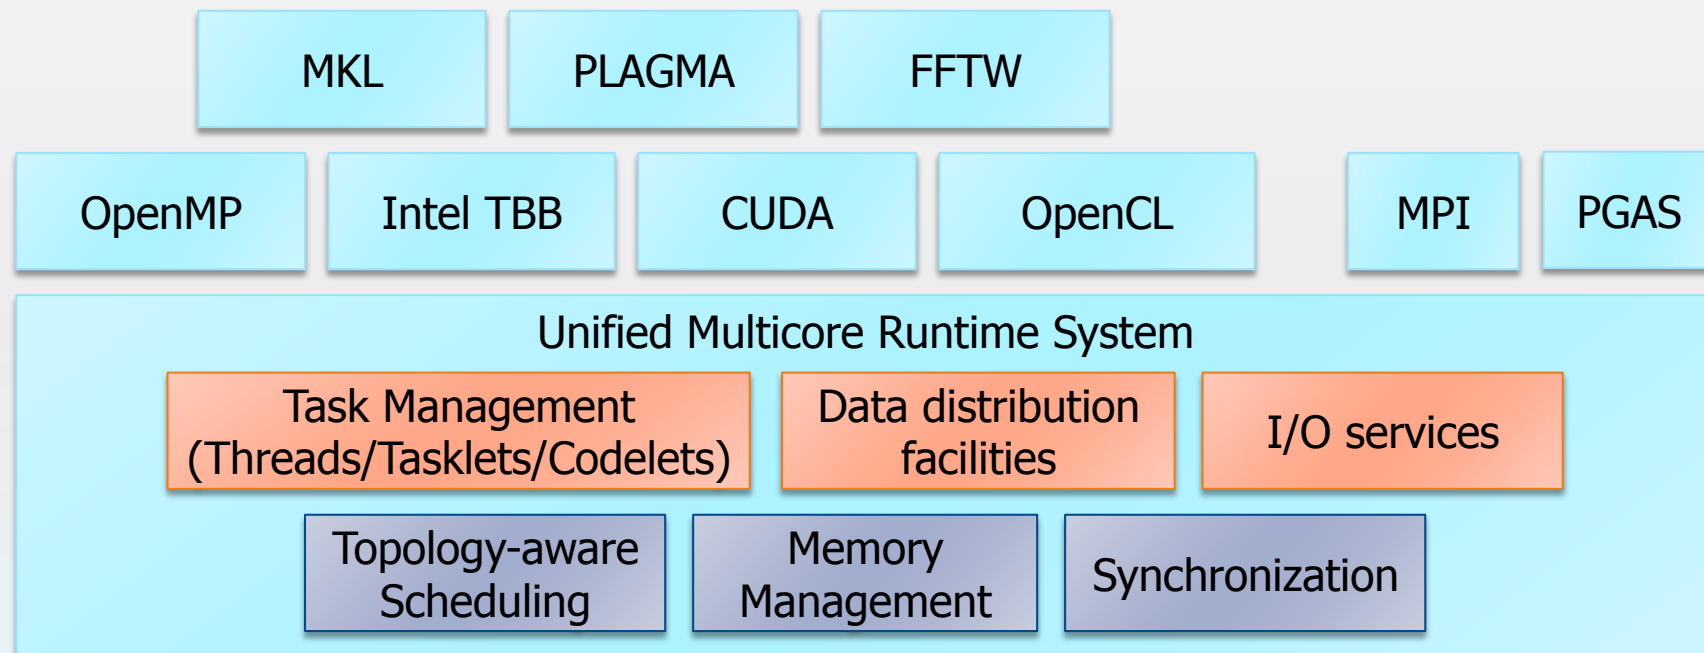 MKL
PLAGMA
FFTW
OpenMP
Intel TBB
CUDA
OpenCL
MPI
PGAS
Unified Multicore Runtime System
Task Management
(Threads/Tasklets/Codelets)
Data distribution
facilities
I/O services
Topology-aware
Scheduling
Memory
Management
Synchronization